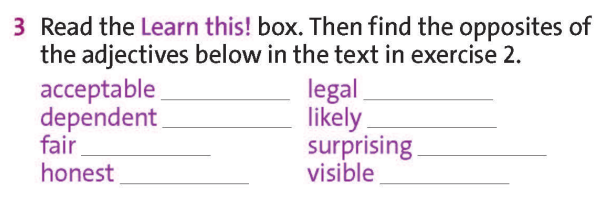 3 Read the Learn this! box. Then find the opposites of
the adjectives below in the text in exercise 2.
acceptable ____________ legal ____________
dependent ____________ likely ____________
fair ____________ surprising ____________
honest ____________ visible ____________